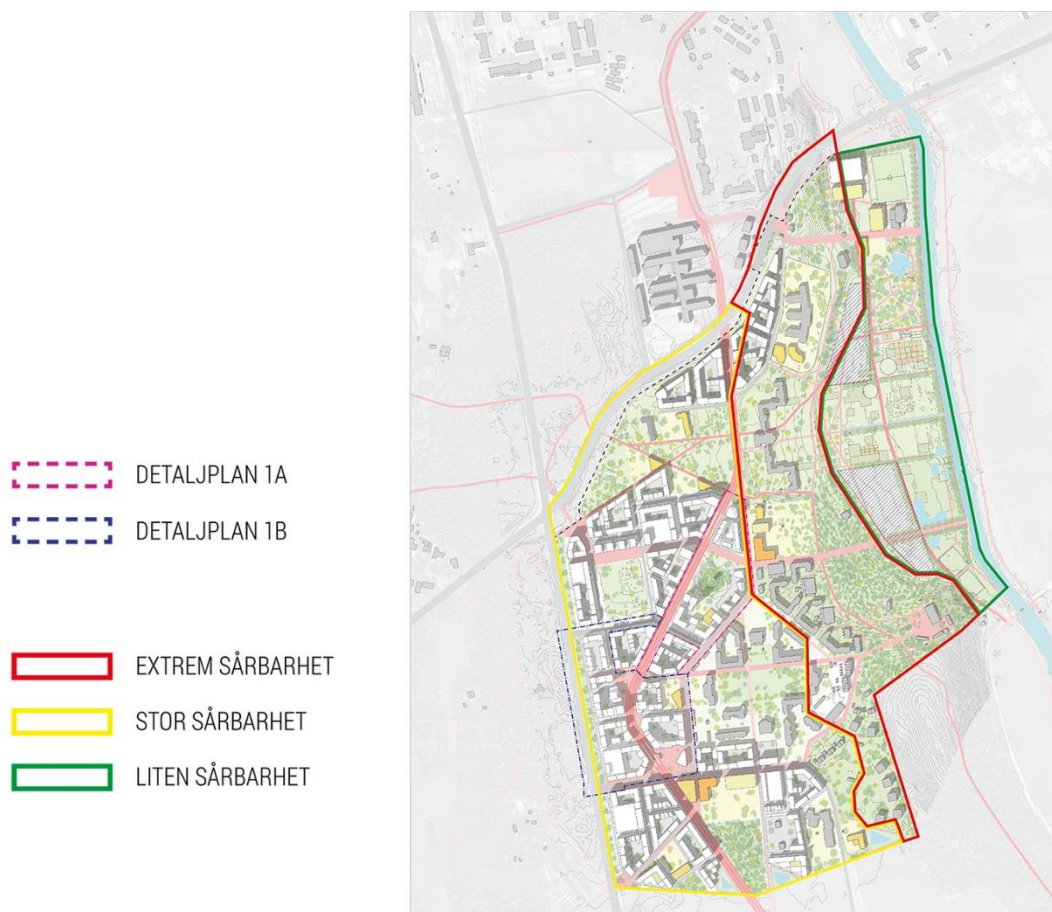 DETALJPLAN 1A
DETALJPLAN 1B
EXTREM SÅRBARHET
STOR SÅRBARHET
LITEN SÅRBARHET